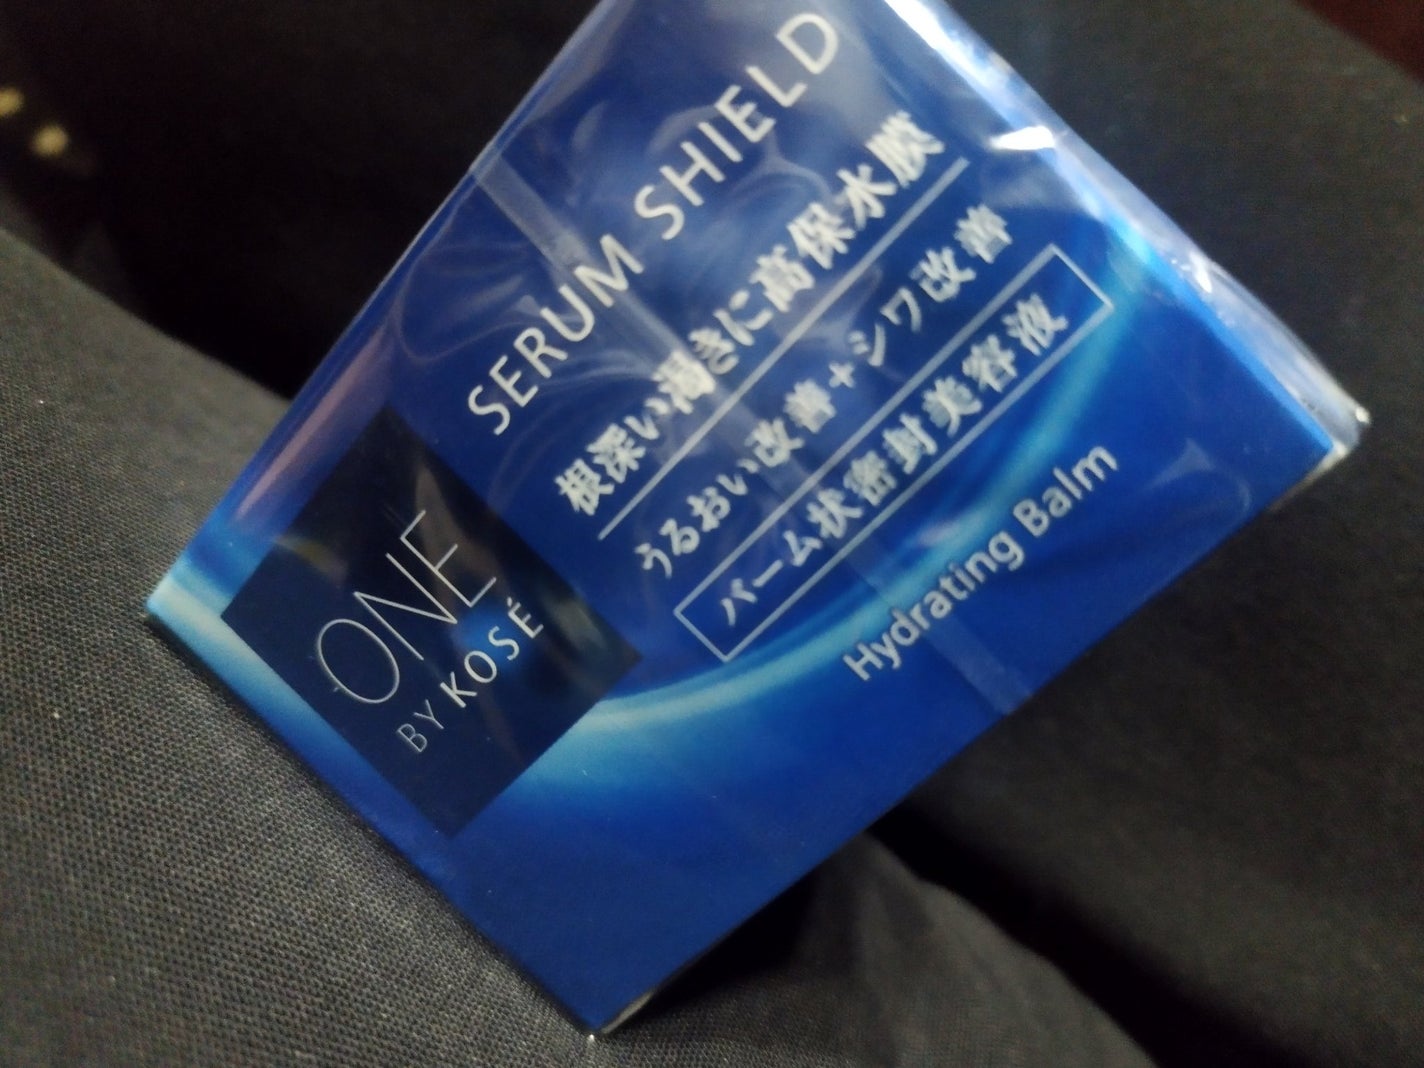 SERUM SHIELD
根深い渇きに高保水膜
うるおい改善+シワ改善
バーム状密封美容液
Hydrating Balm
ONE
BY KOSÉ